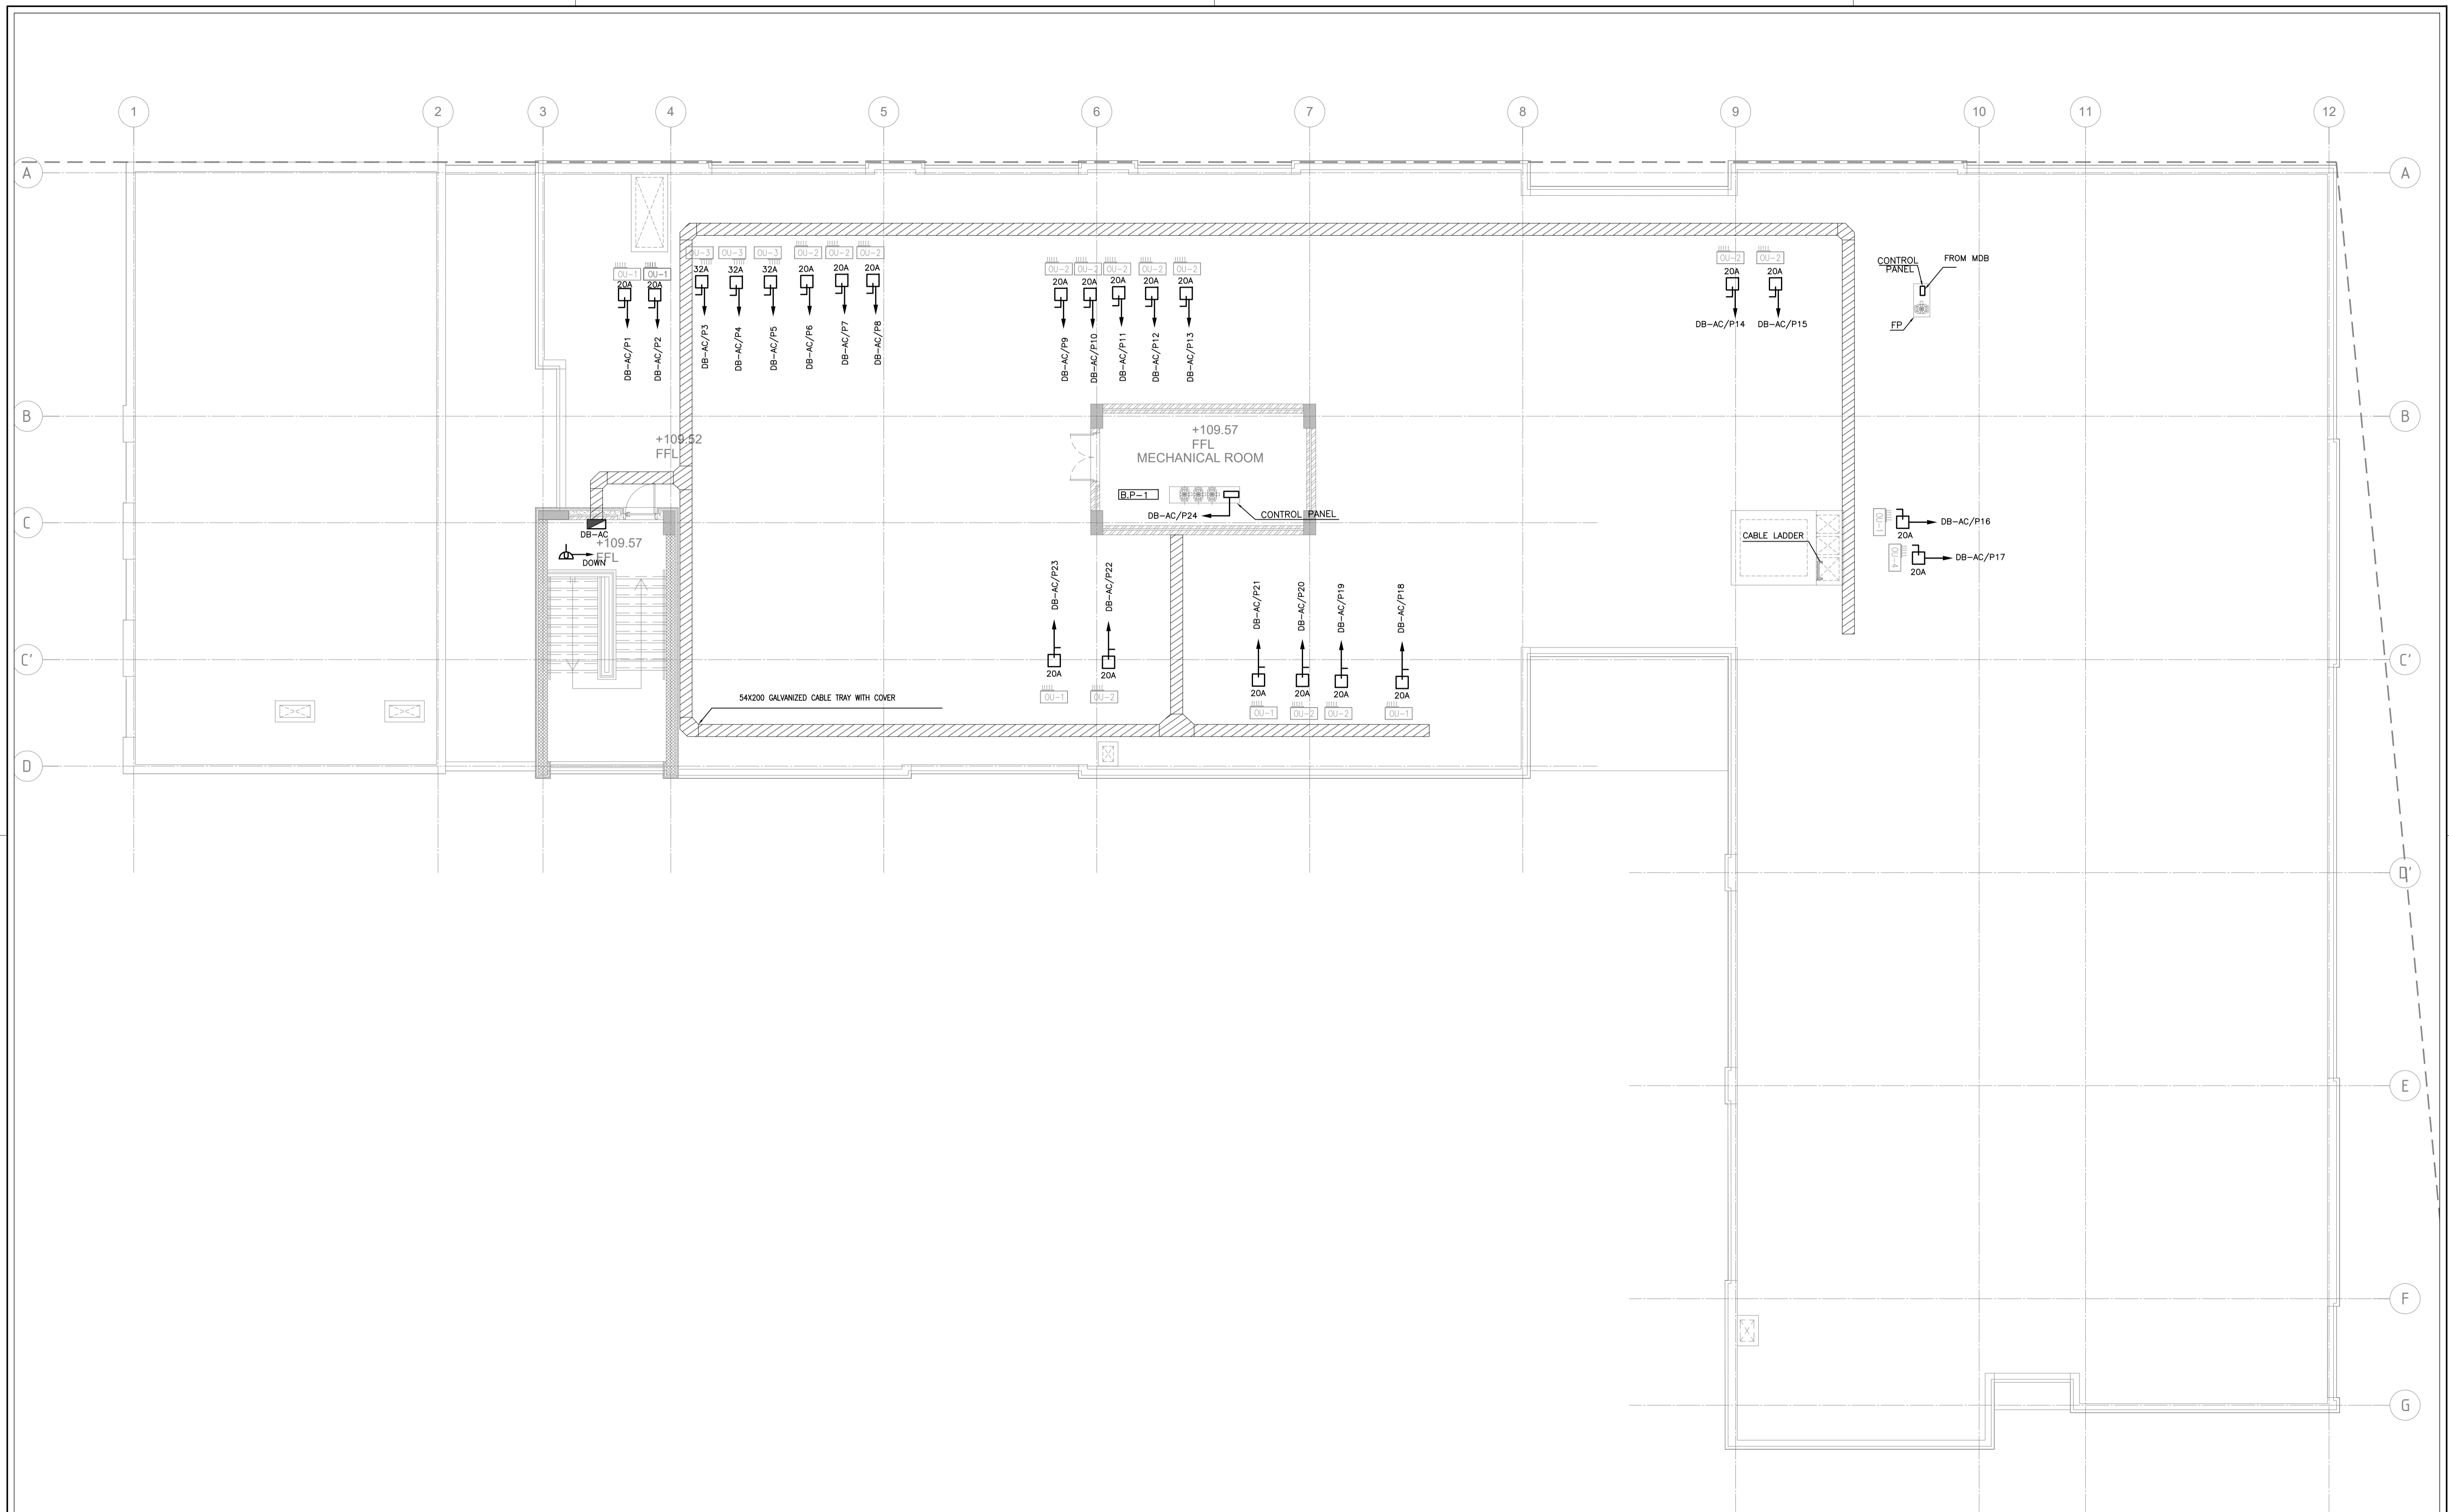 1
2
3
4
5
6
7
8
9
10
11
12
A
A
OU-1
OU-1
20A
20A
DB-AC/P1
DB-AC/P2
OU-3
OU-3
OU-3
OU-2
OU-2
OU-2
32A
32A
32A
20A
20A
20A
DB-AC/P3
DB-AC/P4
DB-AC/P5
DB-AC/P6
DB-AC/P7
DB-AC/P8
OU-2
OU-2
OU-2
OU-2
OU-2
20A
20A
20A
20A
20A
DB-AC/P9
DB-AC/P10
DB-AC/P11
DB-AC/P12
DB-AC/P13
OU-2
OU-2
20A
20A
DB-AC/P14
DB-AC/P15
CONTROL
PANEL
FROM MDB
FP
B
B
+109.52
FFL
+109.57
FFL
MECHANICAL ROOM
B.P-1
DB-AC/P24
CONTROL PANEL
C
DB-AC
+109.57
FFL
DOWN
CABLE LADDER
OU-1
20A
DB-AC/P16
OU-4
20A
DB-AC/P17
DB-AC/P23
DB-AC/P22
DB-AC/P21
DB-AC/P20
DB-AC/P19
DB-AC/P18
C'
C'
20A
20A
20A
20A
20A
20A
OU-1
OU-2
OU-1
OU-2
OU-2
OU-1
54X200 GALVANIZED CABLE TRAY WITH COVER
D
D'
E
F
G